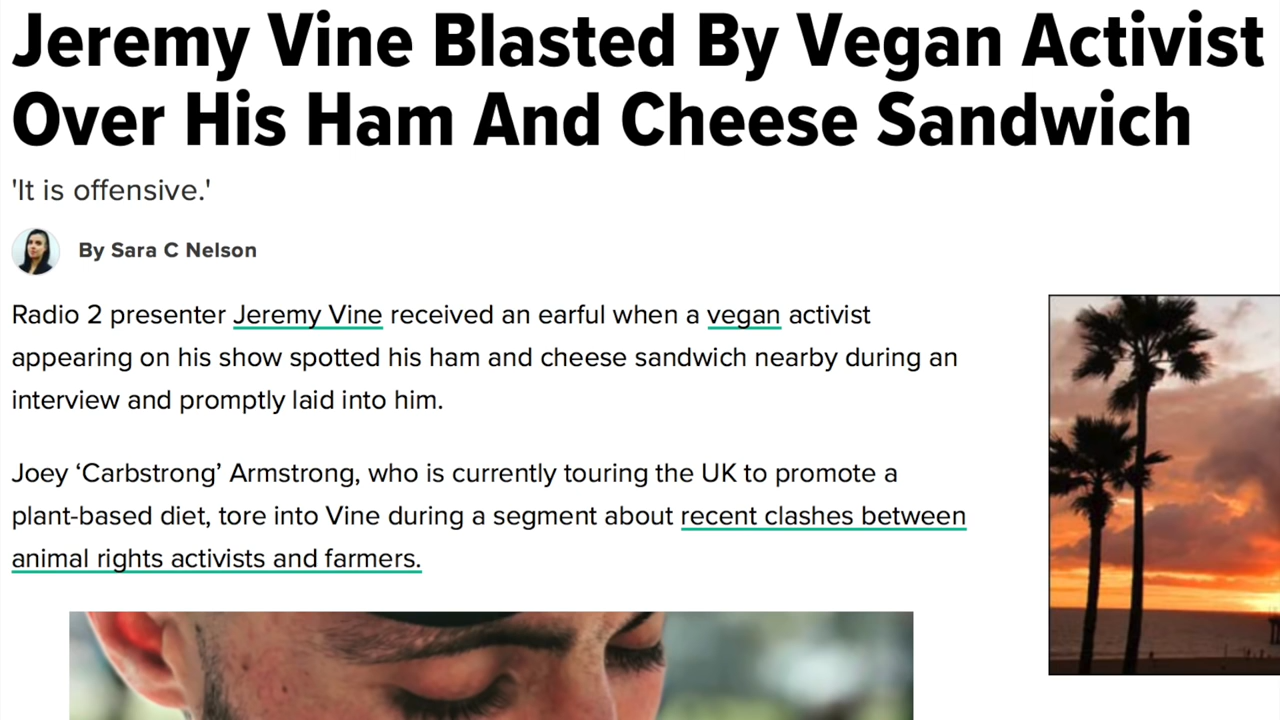 Jeremy Vine Blasted By Vegan Activist
Over His Ham And Cheese Sandwich
'It is offensive.'
By Sara C Nelson
Radio 2 presenter Jeremy Vine received an earful when a vegan activist
appearing on his show spotted his ham and cheese sandwich nearby during an
interview and promptly laid into him.
Joey ‘Carbstrong’ Armstrong, who is currently touring the UK to promote a
plant-based diet, tore into Vine during a segment about recent clashes between
animal rights activists and farmers.